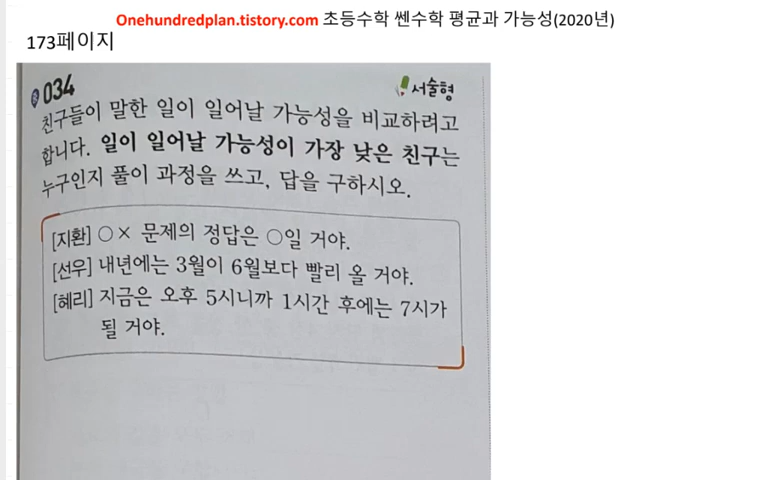 Onehundredplan.tistory.com 초등수학 쎈수학 평균과 가능성(2020년)
173페이지
중 034
서술형
친구들이 말한 일이 일어날 가능성을 비교하려고
합니다. 일이 일어날 가능성이 가장 낮은 친구는
누구인지 풀이 과정을 쓰고, 답을 구하시오.
[지환] ○× 문제의 정답은 ○일 거야.
[선우] 내년에는 3월이 6월보다 빨리 올 거야.
[혜리] 지금은 오후 5시니까 1시간 후에는 7시가
될 거야.